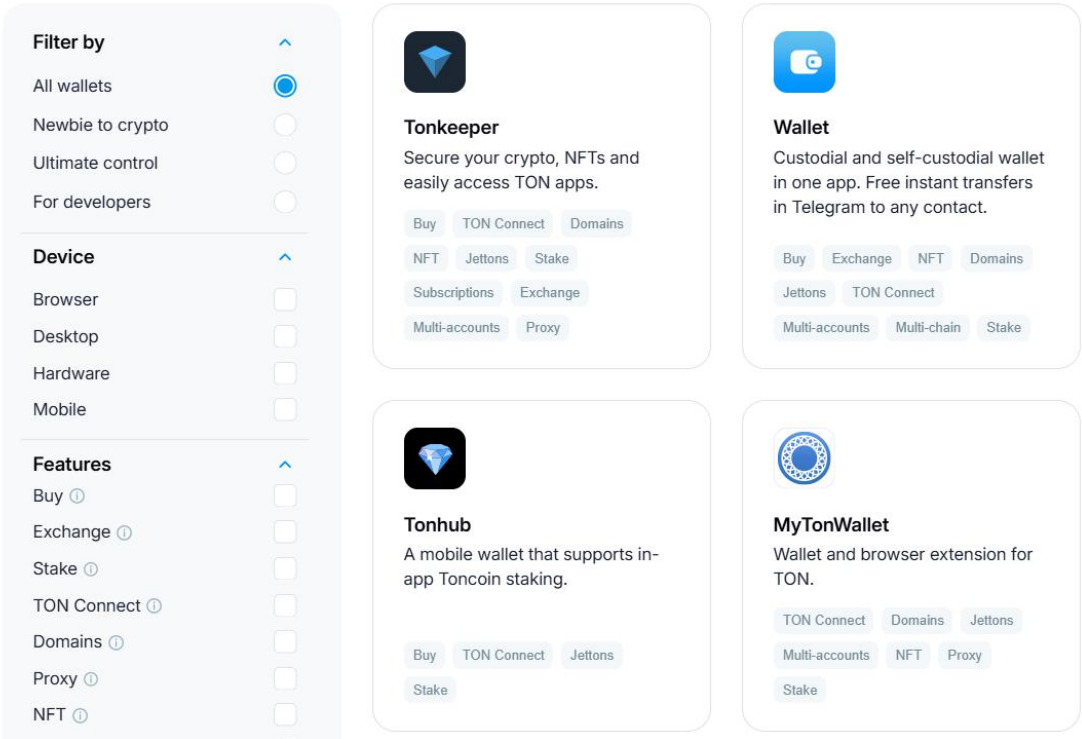 Filter by
All wallets
Newbie to crypto
Ultimate control
For developers
Device
Browser
Desktop
Hardware
Mobile
Features
Buy
Exchange
Stake
TON Connect
Domains
Proxy
NFT
Tonkeeper
Secure your crypto, NFTs and
easily access TON apps.
Buy TON Connect Domains
NFT Jettons Stake
Subscriptions Exchange
Multi-accounts Proxy
Wallet
Custodial and self-custodial wallet
in one app. Free instant transfers
in Telegram to any contact.
Buy Exchange NFT Domains
Jettons TON Connect
Multi-accounts Multi-chain Stake
Tonhub
A mobile wallet that supports in-
app Toncoin staking.
Buy TON Connect Jettons
Stake
MyTonWallet
Wallet and browser extension for
TON.
TON Connect Domains Jettons
Multi-accounts NFT Proxy
Stake